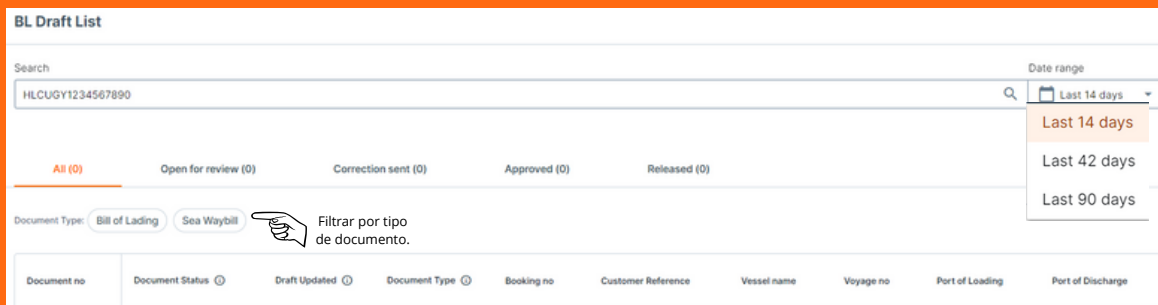 BL Draft List
Search
Date range
HLCUGY1234567890
Last 14 days
Last 14 days
Last 42 days
Last 90 days
All (0) Open for review (0) Correction sent (0) Approved (0) Released (0)
Document Type: Bill of Lading Sea Waybill
Filtrar por tipo
de documento.
Document no Document Status Draft Updated Document Type Booking no Customer Reference Vessel name Voyage no Port of Loading Port of Discharge